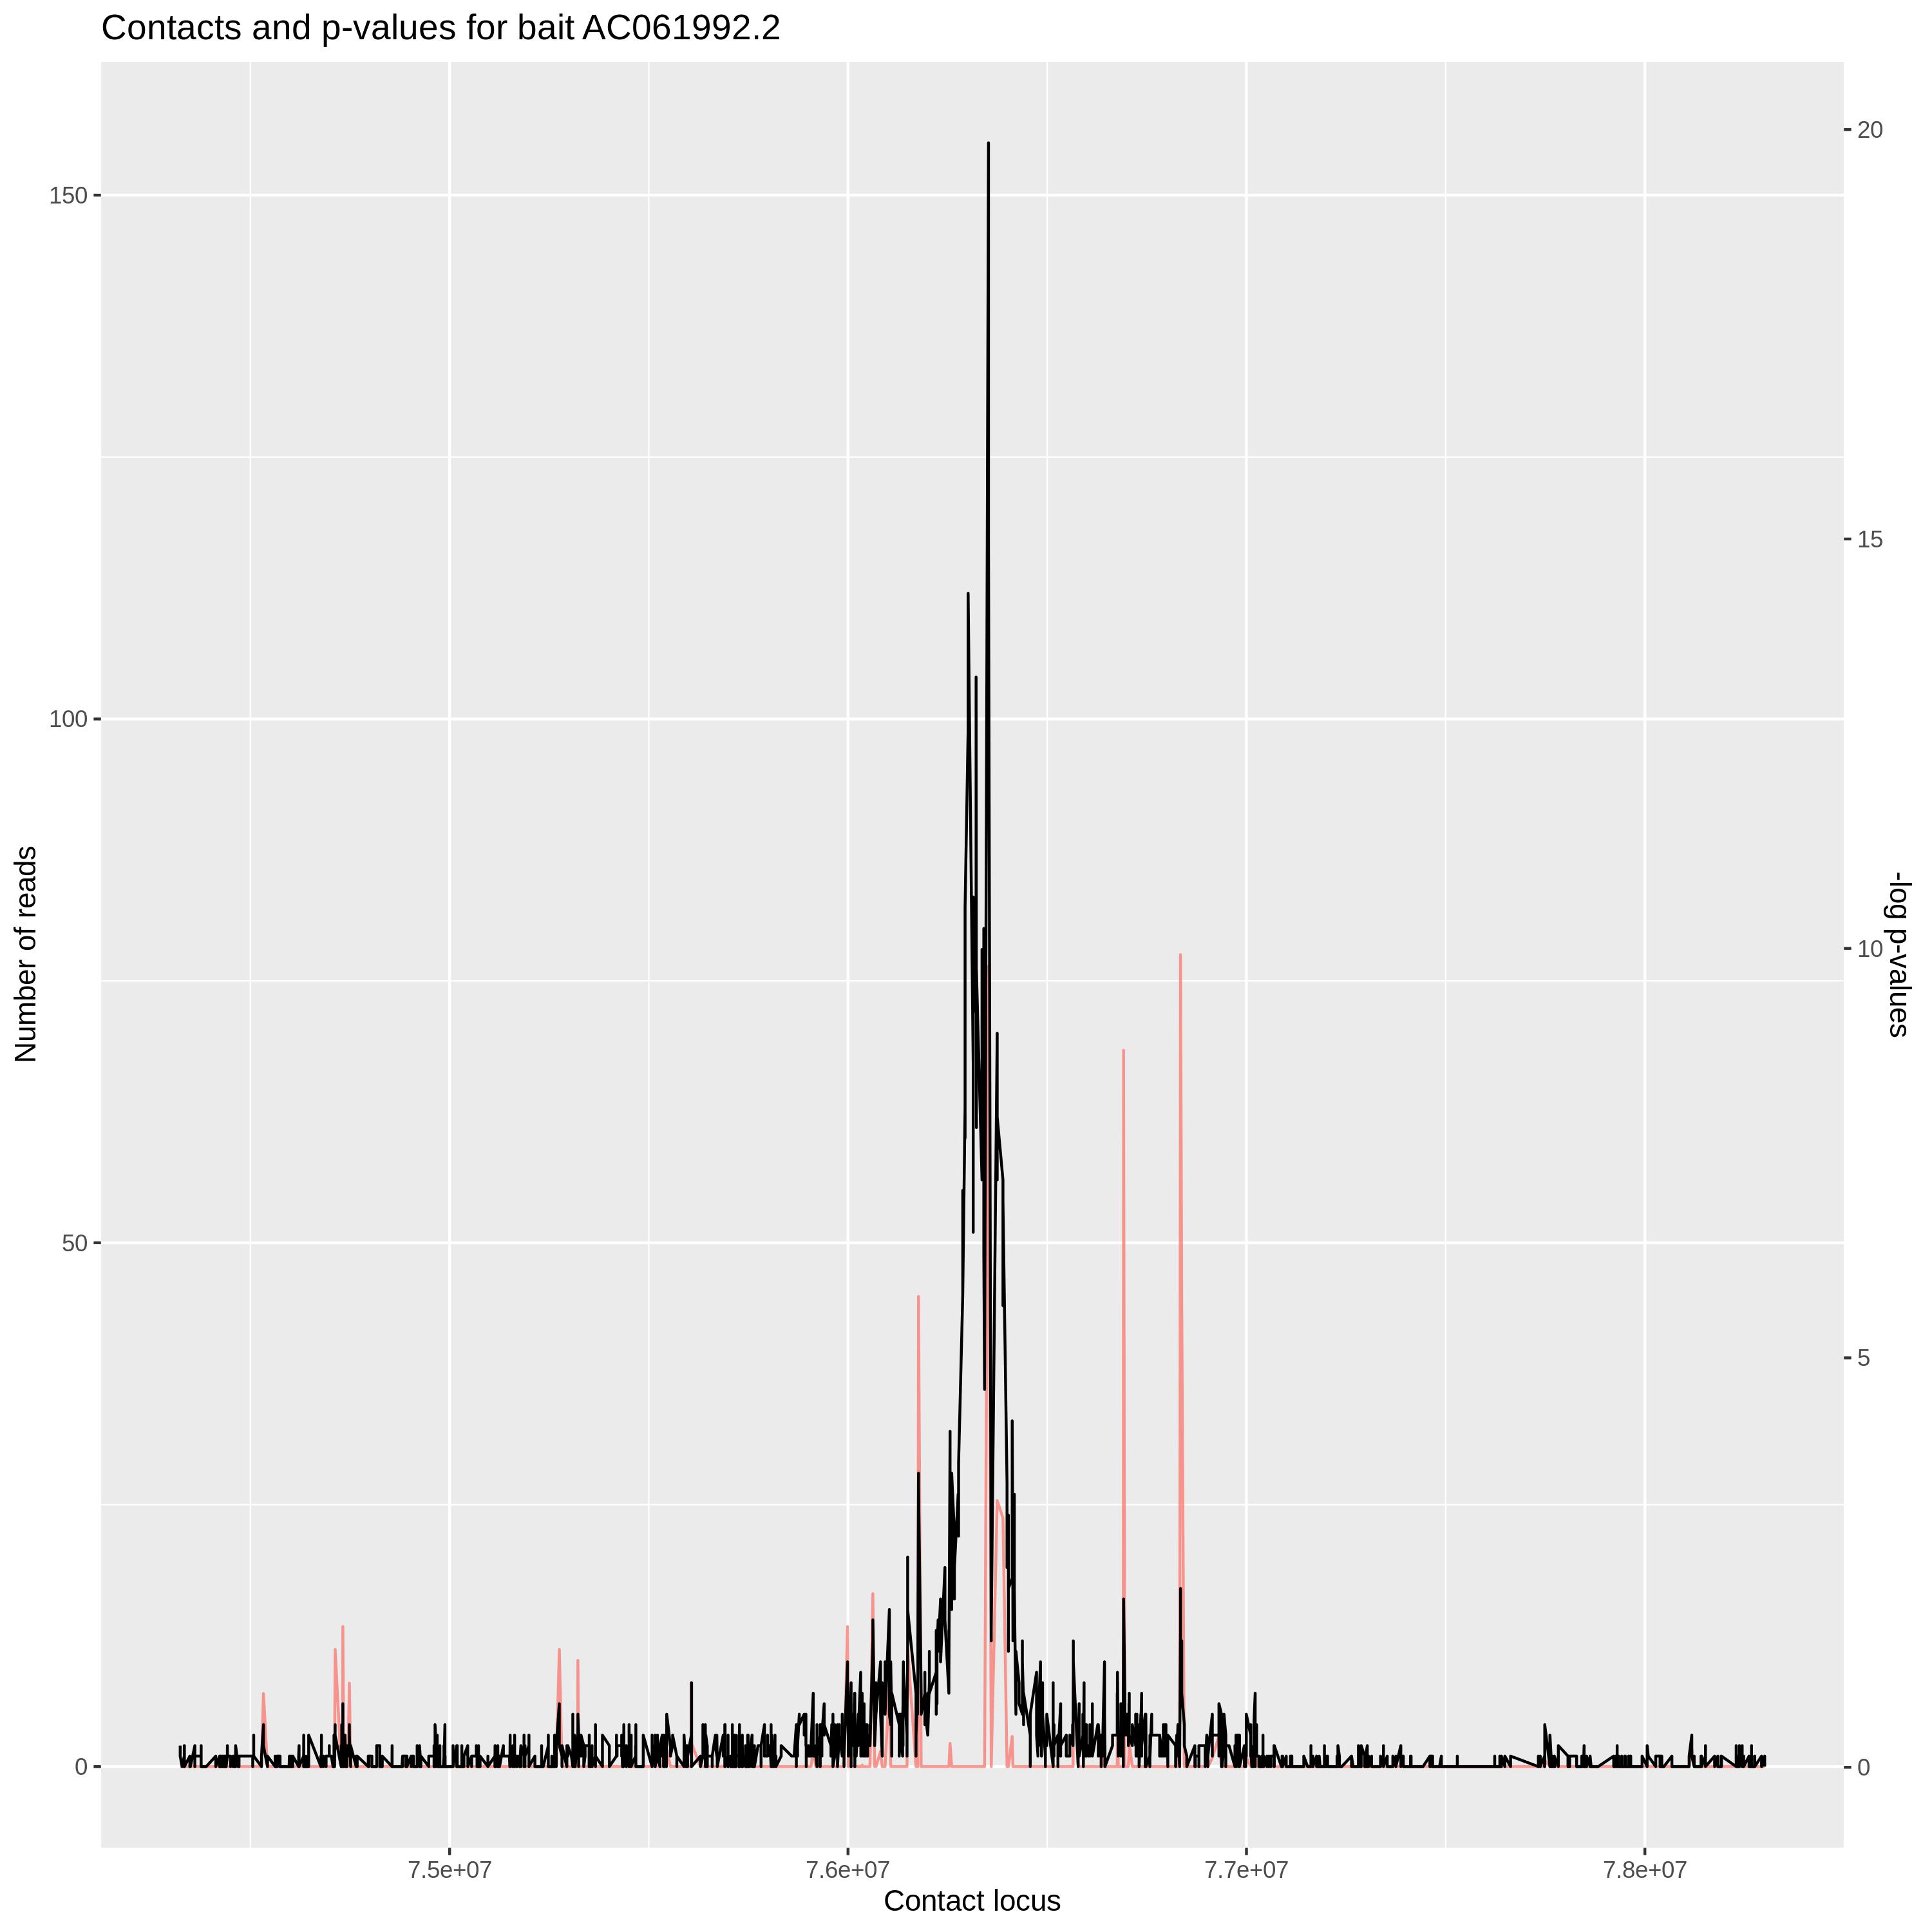 Contacts and p-values for bait AC061992.2
150
100
50
0
Number of reads
20
15
10
5
0
-log p-values
7.5e+07
7.6e+07
7.7e+07
7.8e+07
Contact locus